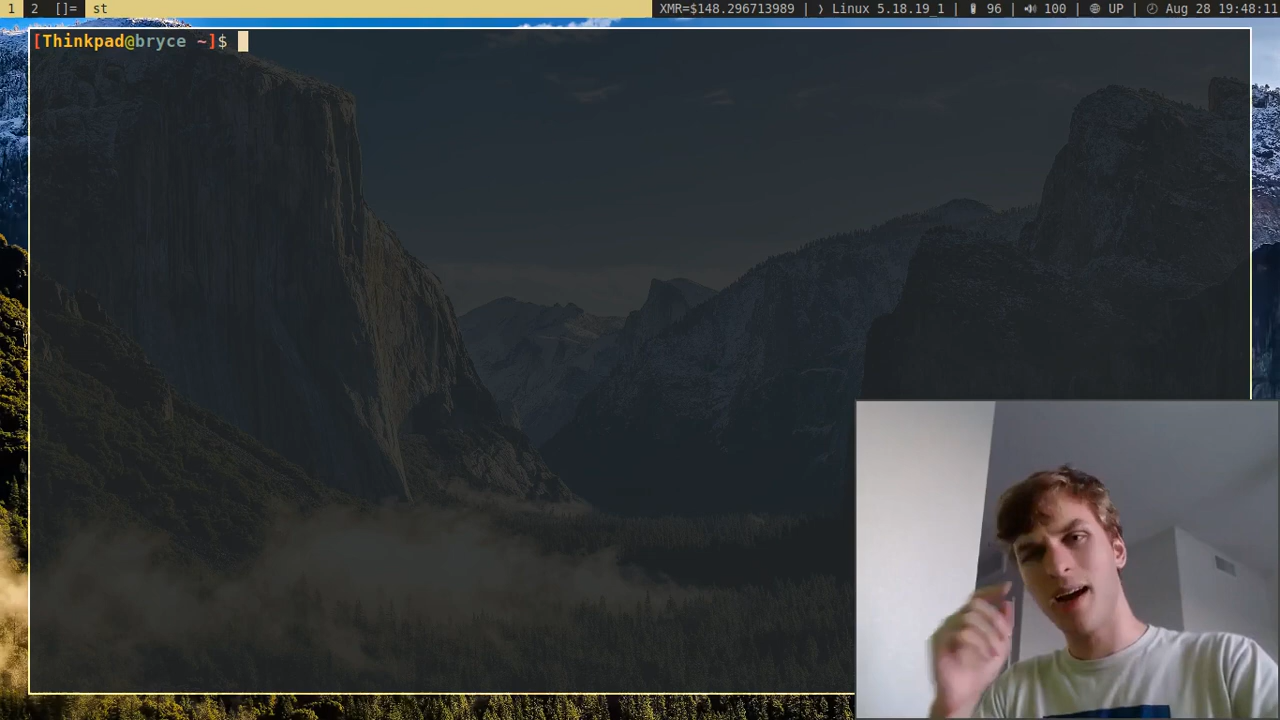 1 2 []= st XMR=$148.296713989 | ❭ Linux 5.18.19_1 | 96 | 100 | UP | Aug 28 19:48:11
[Thinkpad@bryce ~]$